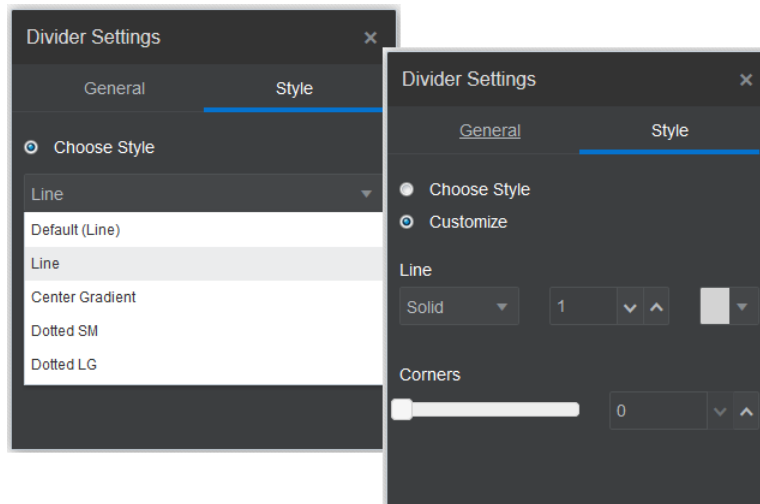 Divider Settings
General Style
Choose Style
Line
Default (Line)
Line
Center Gradient
Dotted SM
Dotted LG
Divider Settings
General Style
Choose Style
Customize
Line
Solid 1
Corners
0